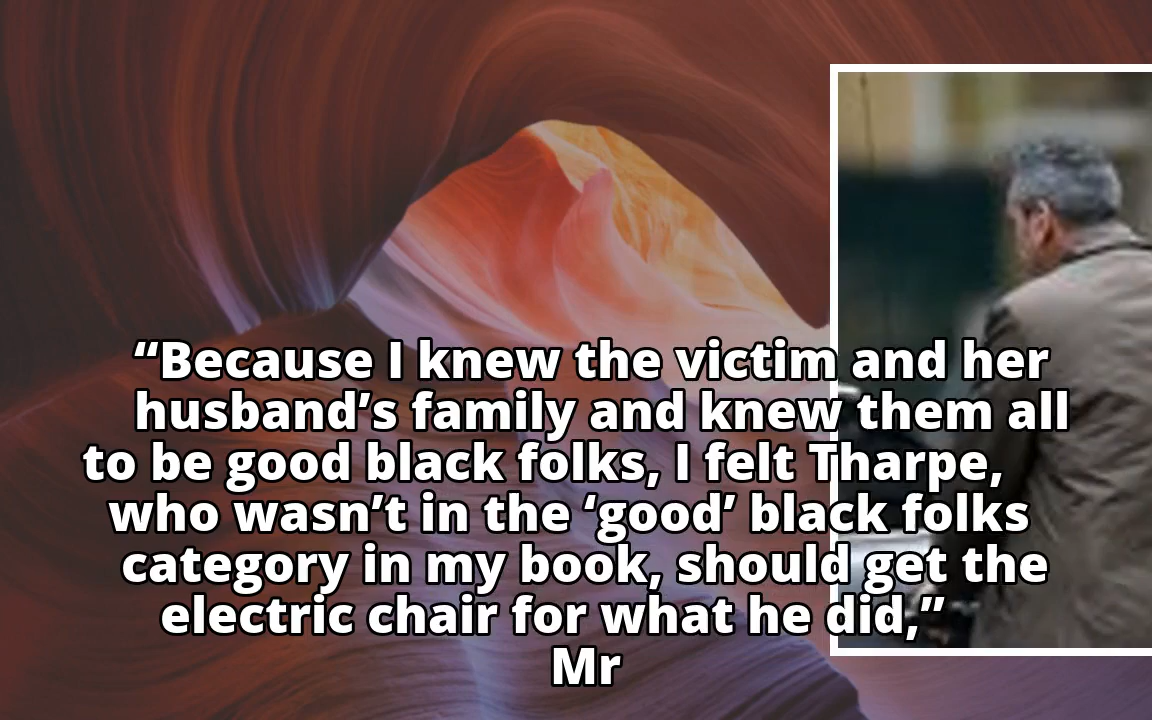 “Because I knew the victim and her
husband’s family and knew them all
to be good black folks, I felt Tharpe,
who wasn’t in the ‘good’ black folks
category in my book, should get the
electric chair for what he did,”
Mr